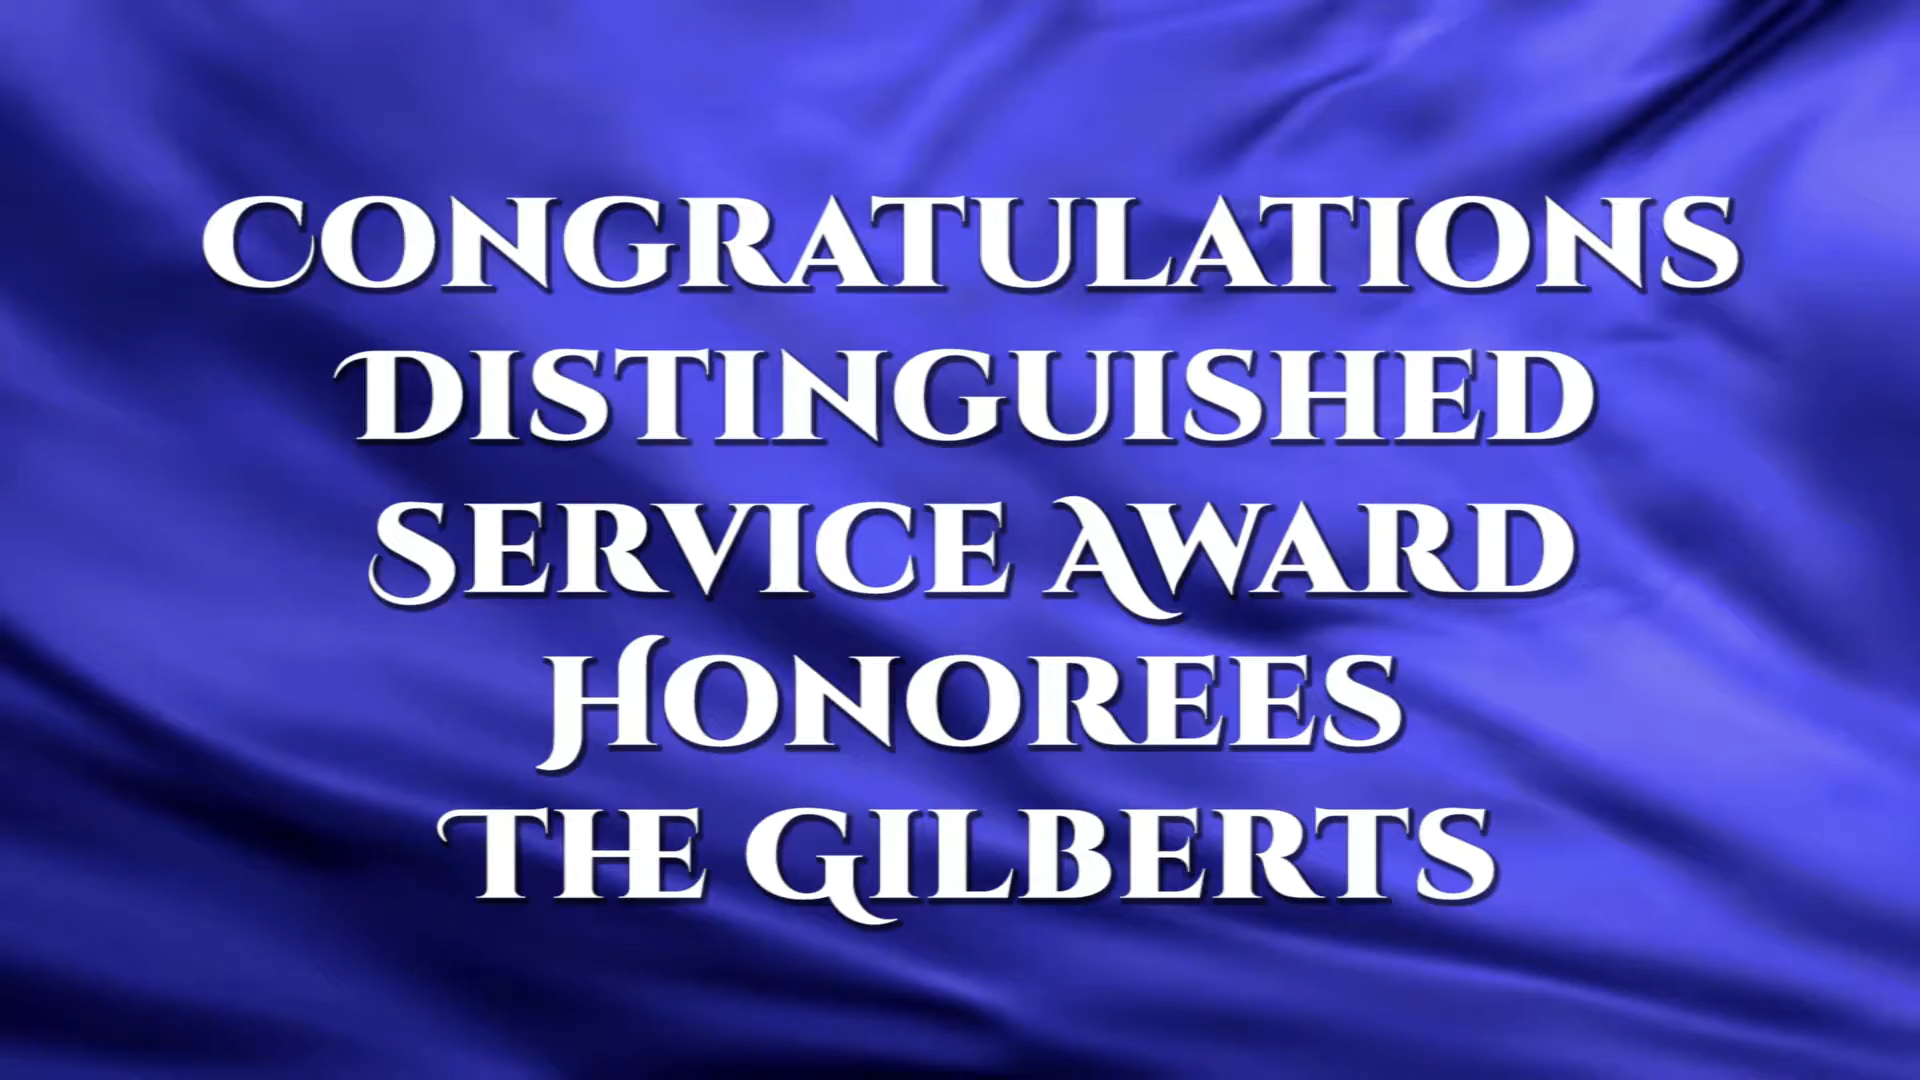 Congratulations
Distinguished
Service Award
Honorees
The Gilberts